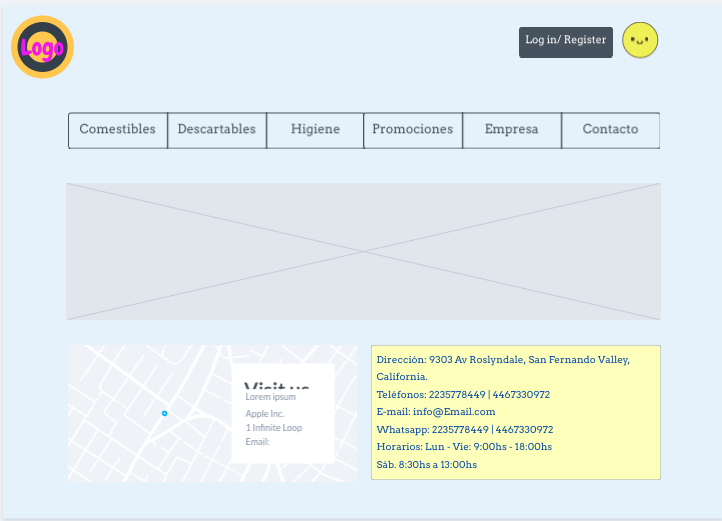 Logo
Log in/ Register
Comestibles
Descartables
Higiene
Promociones
Empresa
Contacto
Visit us
Lorem ipsum
Apple Inc.
1 Infinite Loop
Email:
Dirección: 9303 Av Roslyndale, San Fernando Valley,
California.
Teléfonos: 2235778449 | 4467330972
E-mail: info@Email.com
Whatsapp: 2235778449 | 4467330972
Horarios: Lun - Vie: 9:00hs - 18:00hs
Sáb. 8:30hs a 13:00hs